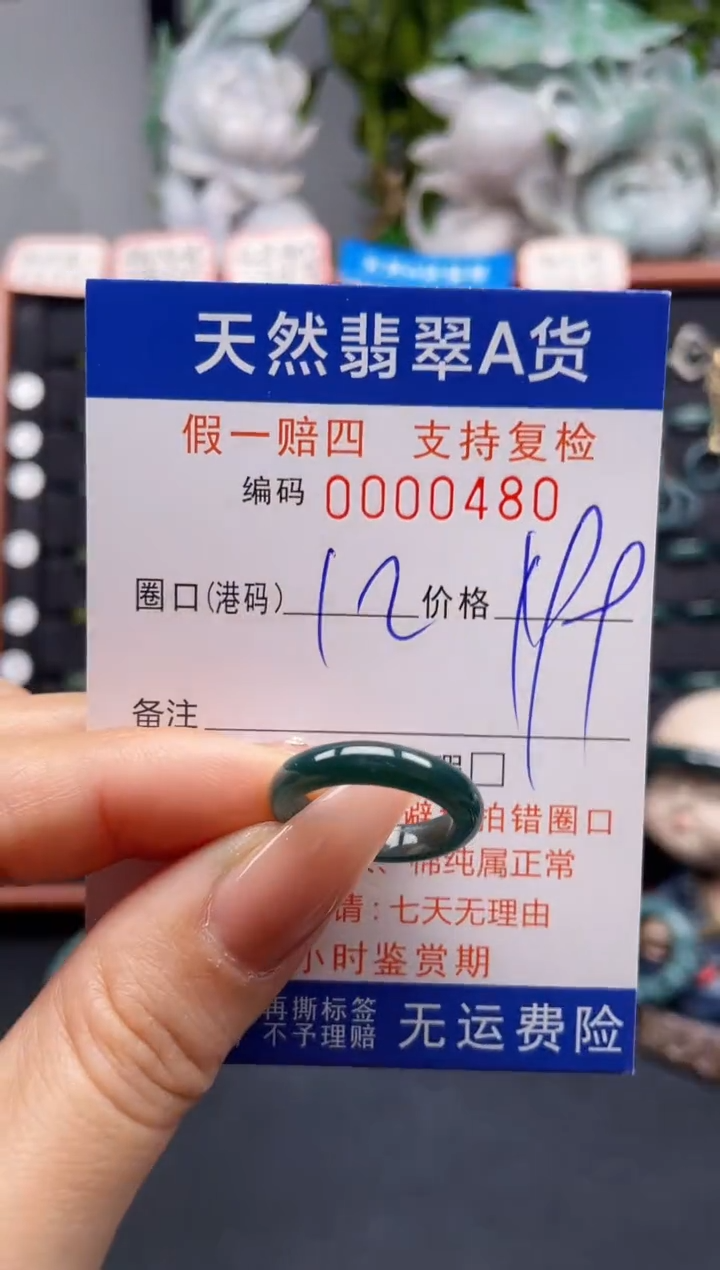 天然翡翠A货
假一赔四 支持复检
编码 0000480
圈口(港码) 12 价格
备注
拍错圈口
棉纯属正常
请:七天无理由
小时鉴赏期
再撕标签
不予理赔 无运费险